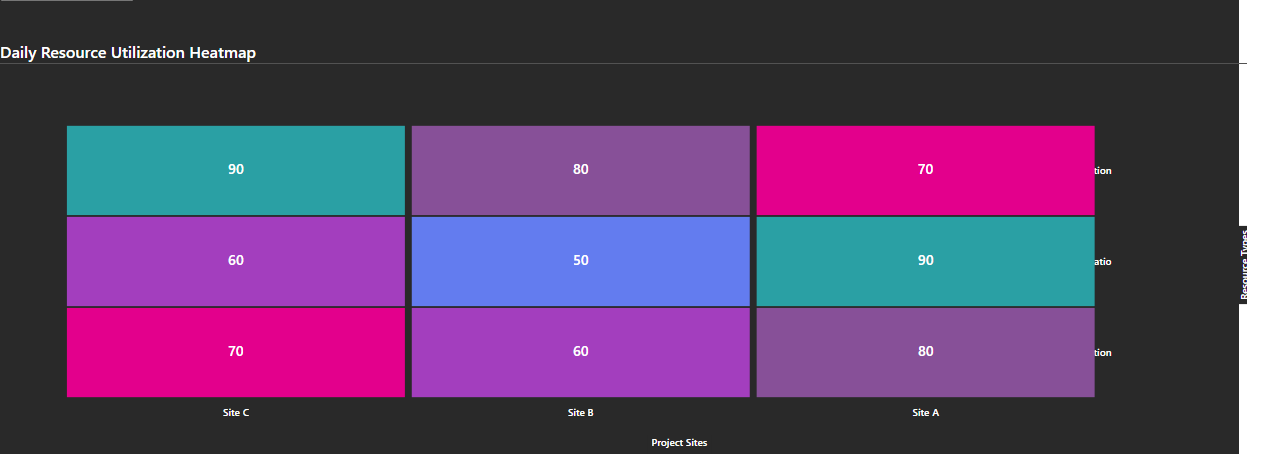 Daily Resource Utilization Heatmap
90 80 70 tion
60 50 90 atio
70 60 80 tion
Site C Site B Site A
Project Sites
Resource Types